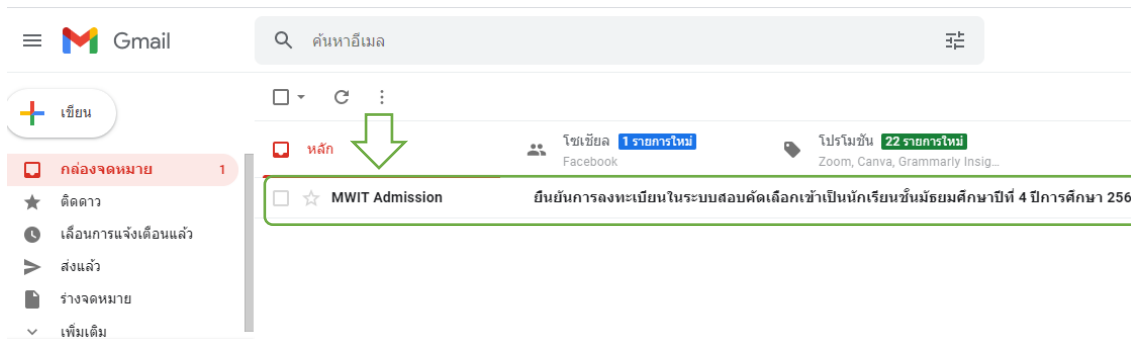 Gmail
ค้นหาอีเมล
เขียน
หลัก
โซเชียล 1 รายการใหม่
Facebook
โปรโมชัน 22 รายการใหม่
Zoom, Canva, Grammarly Insig...
กล่องจดหมาย 1
ติดดาว
เลื่อนการแจ้งเตือนแล้ว
ส่งแล้ว
ร่างจดหมาย
เพิ่มเติม
MWIT Admission ยืนยันการลงทะเบียนในระบบสอบคัดเลือกเข้าเป็นนักเรียนชั้นมัธยมศึกษาปีที่ 4 ปีการศึกษา 256